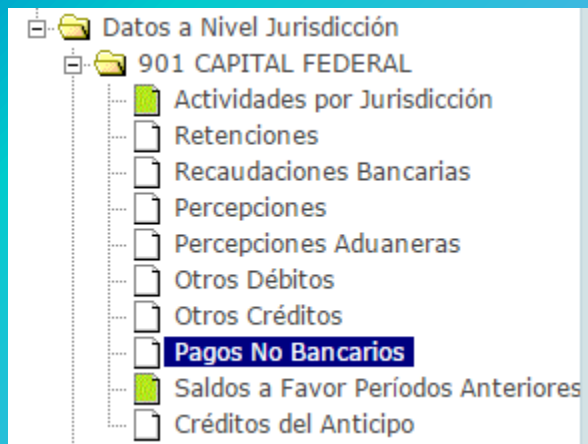 Datos a Nivel Jurisdicción
901 CAPITAL FEDERAL
Actividades por Jurisdicción
Retenciones
Recaudaciones Bancarias
Percepciones
Percepciones Aduaneras
Otros Débitos
Otros Créditos
Pagos No Bancarios
Saldos a Favor Períodos Anteriores
Créditos del Anticipo